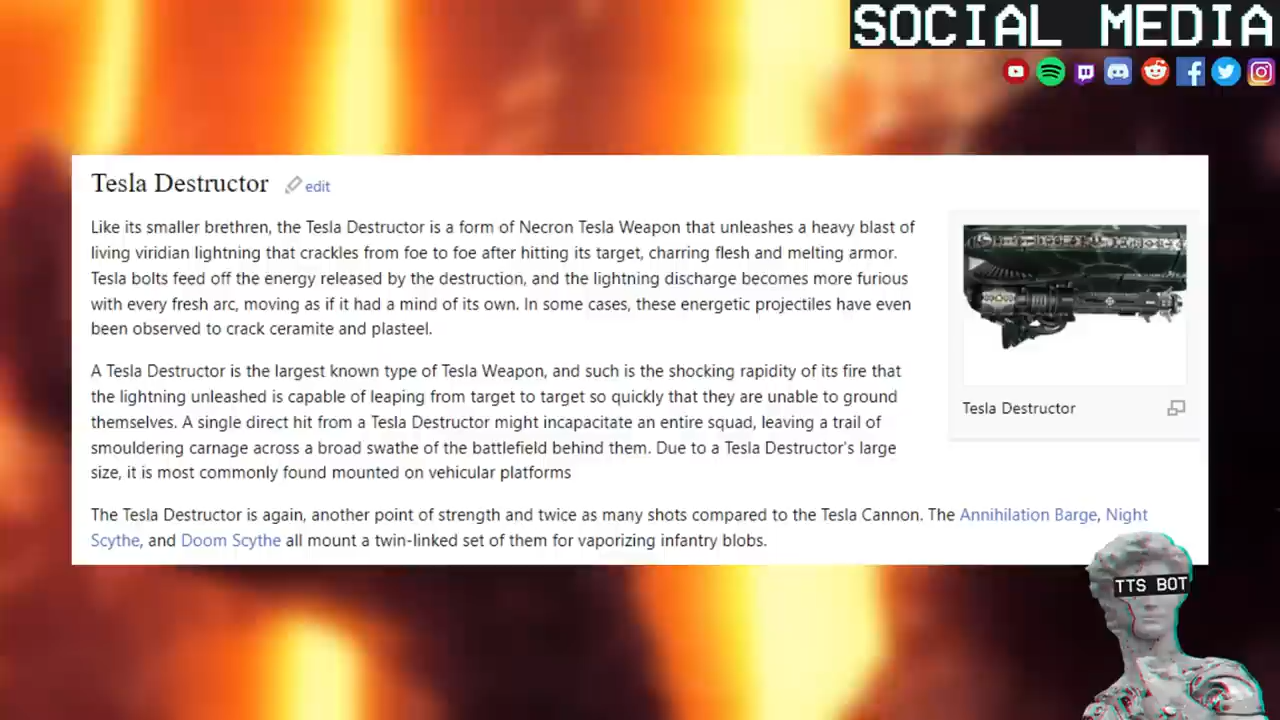 SOCIAL MEDIA
Tesla Destructor edit
Like its smaller brethren, the Tesla Destructor is a form of Necron Tesla Weapon that unleashes a heavy blast of
living viridian lightning that crackles from foe to foe after hitting its target, charring flesh and melting armor.
Tesla bolts feed off the energy released by the destruction, and the lightning discharge becomes more furious
with every fresh arc, moving as if it had a mind of its own. In some cases, these energetic projectiles have even
been observed to crack ceramite and plasteel.
A Tesla Destructor is the largest known type of Tesla Weapon, and such is the shocking rapidity of its fire that
the lightning unleashed is capable of leaping from target to target so quickly that they are unable to ground
themselves. A single direct hit from a Tesla Destructor might incapacitate an entire squad, leaving a trail of
smouldering carnage across a broad swathe of the battlefield behind them. Due to a Tesla Destructor's large
size, it is most commonly found mounted on vehicular platforms
Tesla Destructor
The Tesla Destructor is again, another point of strength and twice as many shots compared to the Tesla Cannon. The Annihilation Barge, Night
Scythe, and Doom Scythe all mount a twin-linked set of them for vaporizing infantry blobs.
TTS BOT